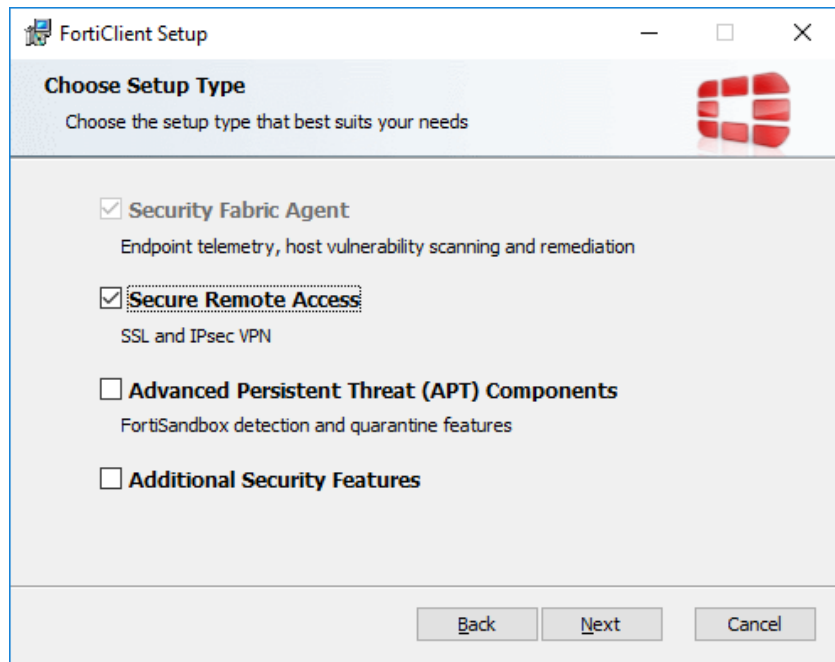 FortiClient Setup
Choose Setup Type
Choose the setup type that best suits your needs
Security Fabric Agent
Endpoint telemetry, host vulnerability scanning and remediation
Secure Remote Access
SSL and IPsec VPN
Advanced Persistent Threat (APT) Components
FortiSandbox detection and quarantine features
Additional Security Features
Back Next Cancel